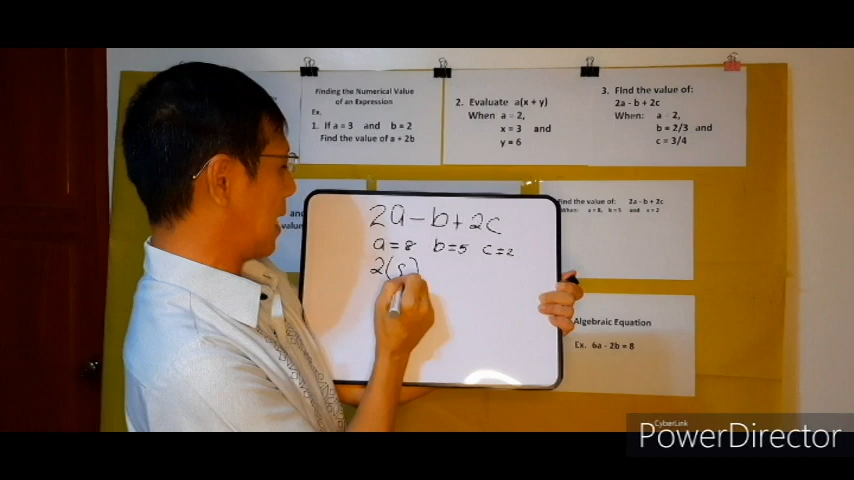 Finding the Numerical Value
of an Expression
Ex.
1. If a = 3 and b = 2
Find the value of a + 2b
2. Evaluate a(x + y)
When a = 2,
x = 3 and
y = 6
3. Find the value of:
2a - b + 2c
When: a = 2,
b = 2/3 and
c = 3/4
and
value
2a - b + 2c
a = 8 b = 5 c = 2
2(8)
Find the value of: 2a - b + 2c
When: a = 8, b = 5 and c = 2
Algebraic Equation
Ex. 6a - 2b = 8
CyberLink
PowerDirector